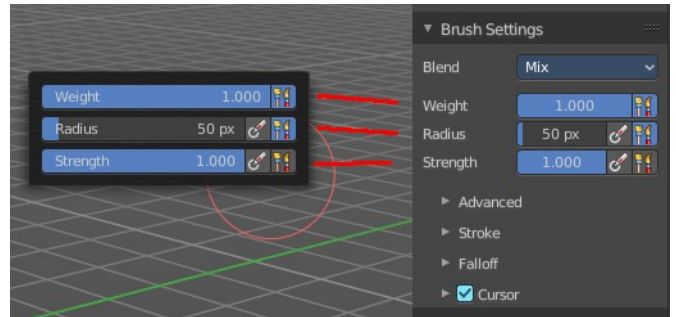 Weight 1.000
Radius 50 px
Strength 1.000
Brush Settings
Blend Mix
Weight 1.000
Radius 50 px
Strength 1.000
Advanced
Stroke
Falloff
Cursor